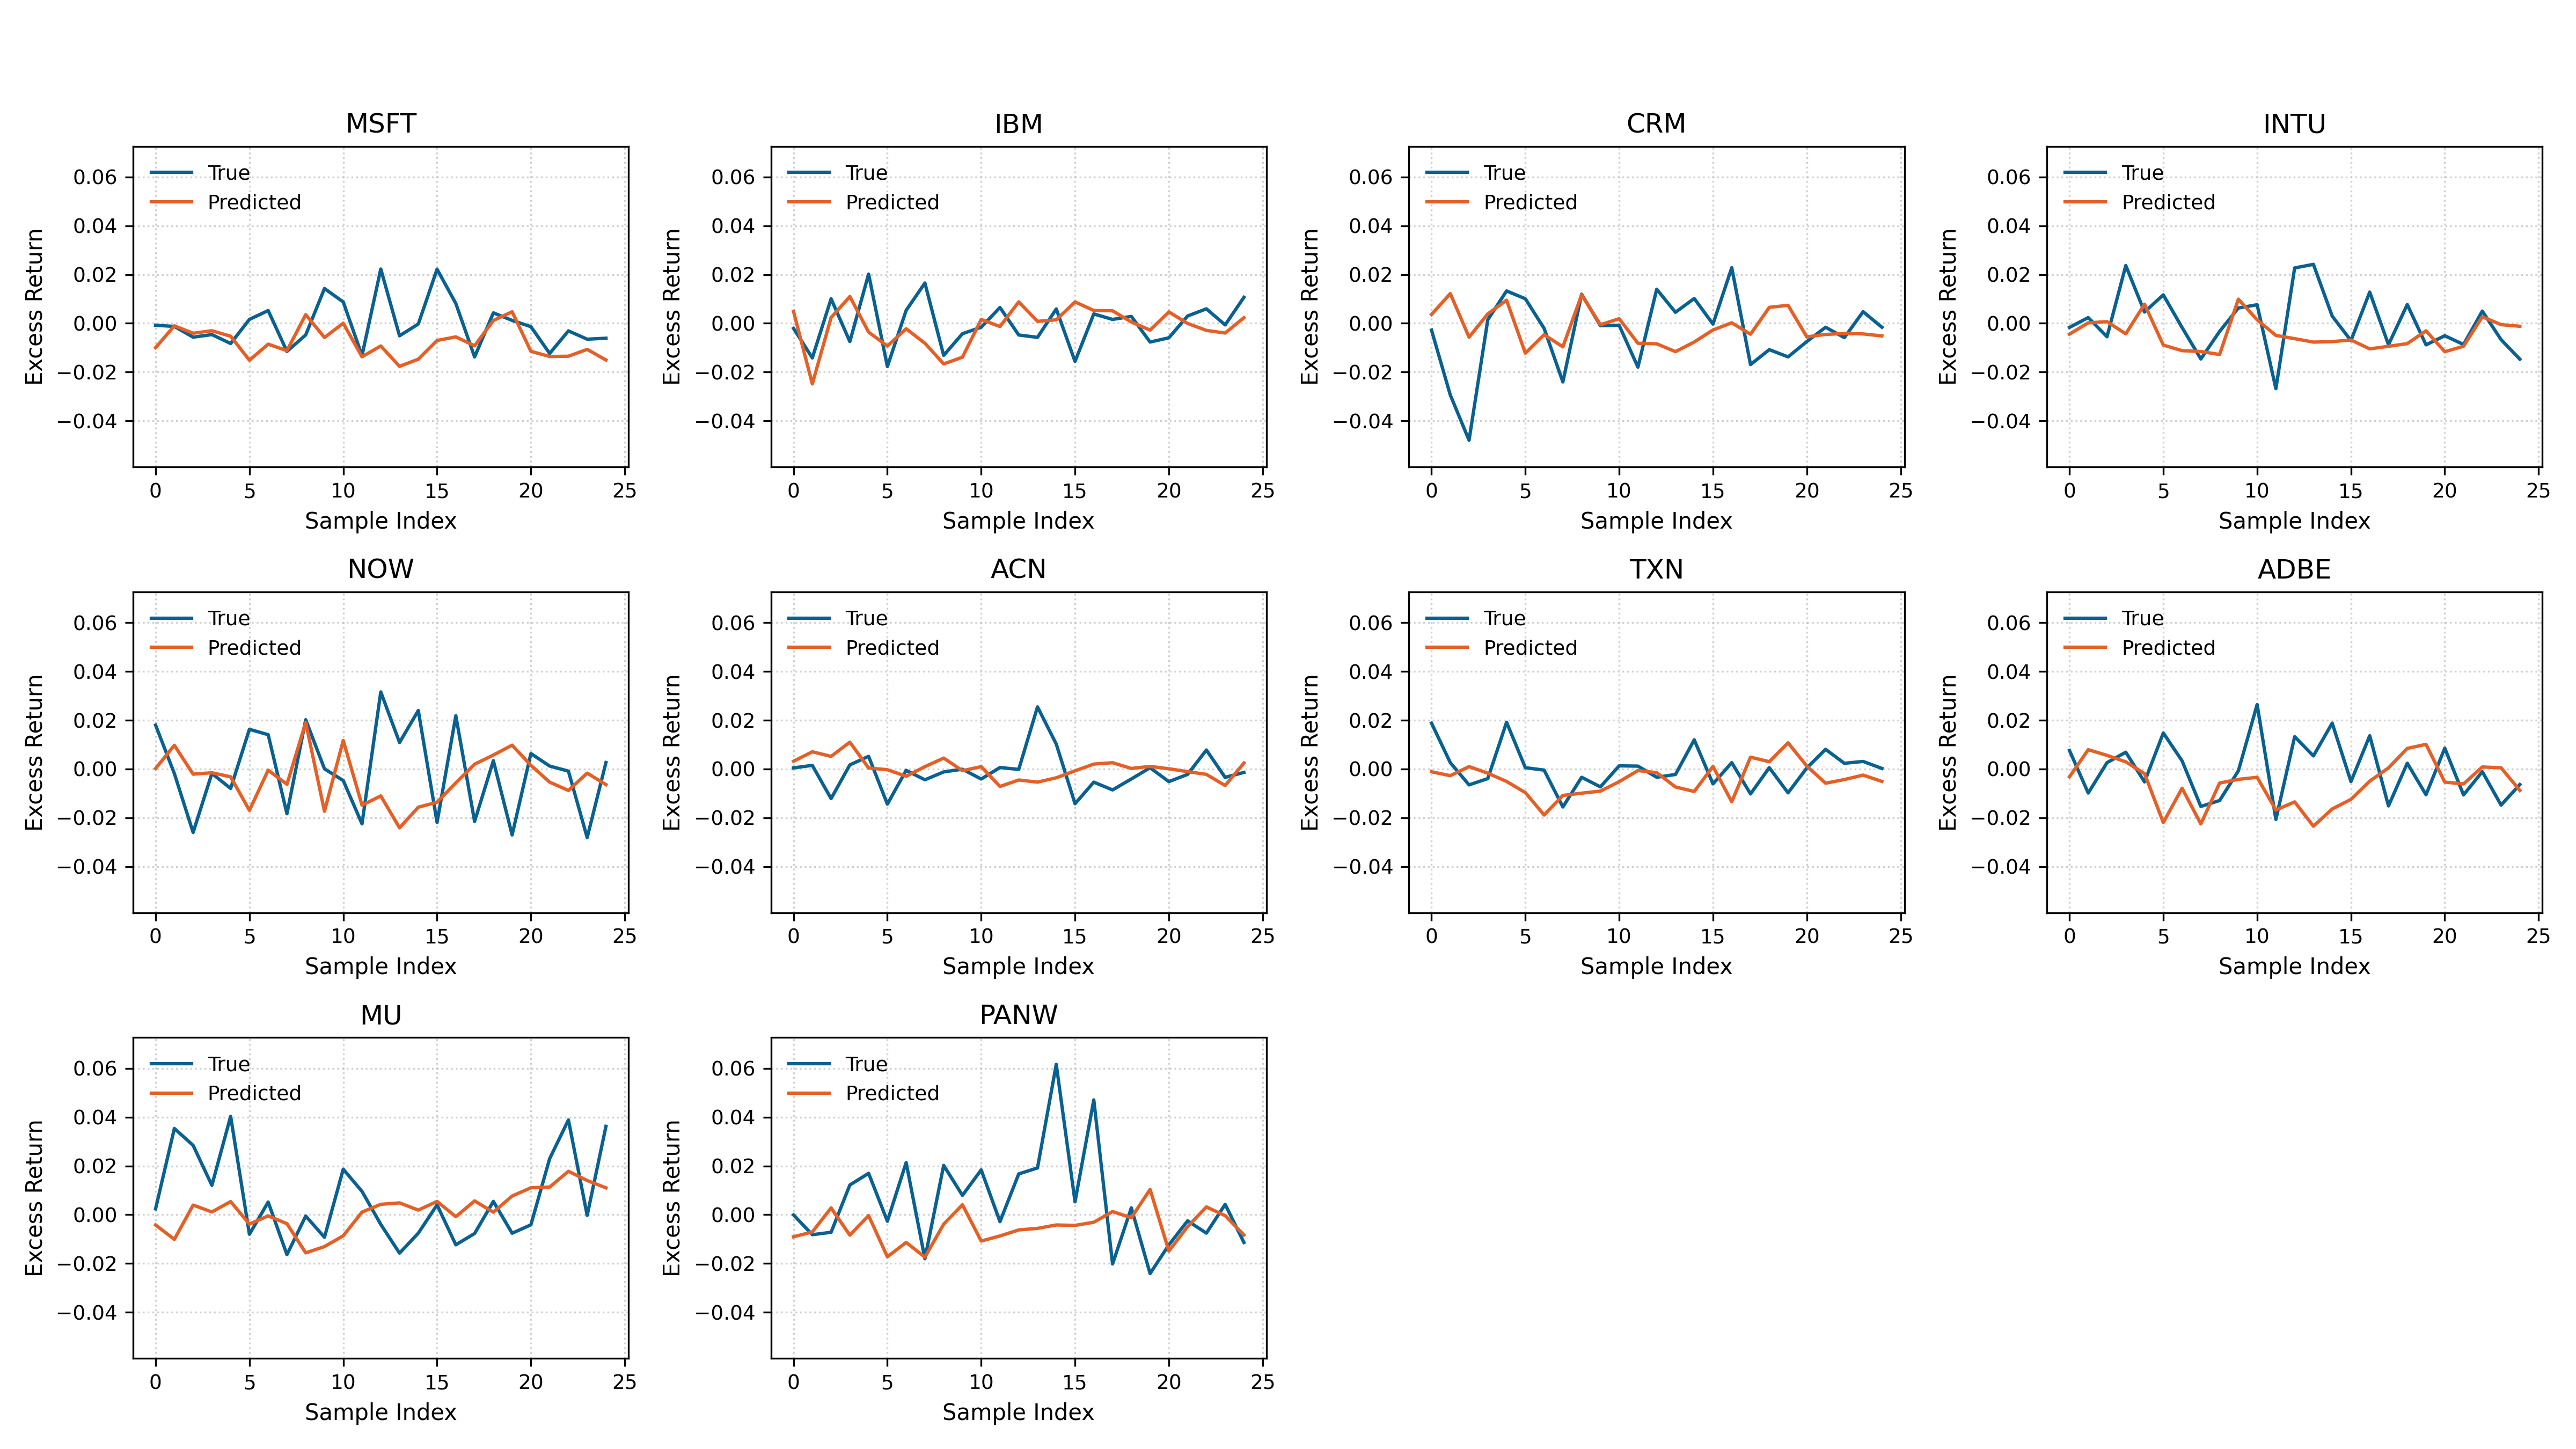 MSFT
Excess Return
0.06
0.04
0.02
0.00
−0.02
−0.04
True
Predicted
0 5 10 15 20 25
Sample Index
IBM
Excess Return
0.06
0.04
0.02
0.00
−0.02
−0.04
True
Predicted
0 5 10 15 20 25
Sample Index
CRM
Excess Return
0.06
0.04
0.02
0.00
−0.02
−0.04
True
Predicted
0 5 10 15 20 25
Sample Index
INTU
Excess Return
0.06
0.04
0.02
0.00
−0.02
−0.04
True
Predicted
0 5 10 15 20 25
Sample Index
NOW
Excess Return
0.06
0.04
0.02
0.00
−0.02
−0.04
True
Predicted
0 5 10 15 20 25
Sample Index
ACN
Excess Return
0.06
0.04
0.02
0.00
−0.02
−0.04
True
Predicted
0 5 10 15 20 25
Sample Index
TXN
Excess Return
0.06
0.04
0.02
0.00
−0.02
−0.04
True
Predicted
0 5 10 15 20 25
Sample Index
ADBE
Excess Return
0.06
0.04
0.02
0.00
−0.02
−0.04
True
Predicted
0 5 10 15 20 25
Sample Index
MU
Excess Return
0.06
0.04
0.02
0.00
−0.02
−0.04
True
Predicted
0 5 10 15 20 25
Sample Index
PANW
Excess Return
0.06
0.04
0.02
0.00
−0.02
−0.04
True
Predicted
0 5 10 15 20 25
Sample Index